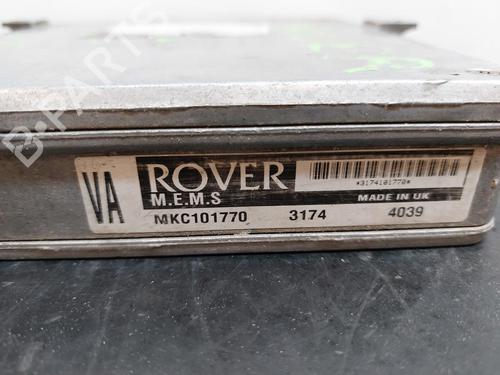 VA
ROVER
M.E.M.S
*3174101770*
MADE IN UK
MKC101770 3174 4039
B-PARTS